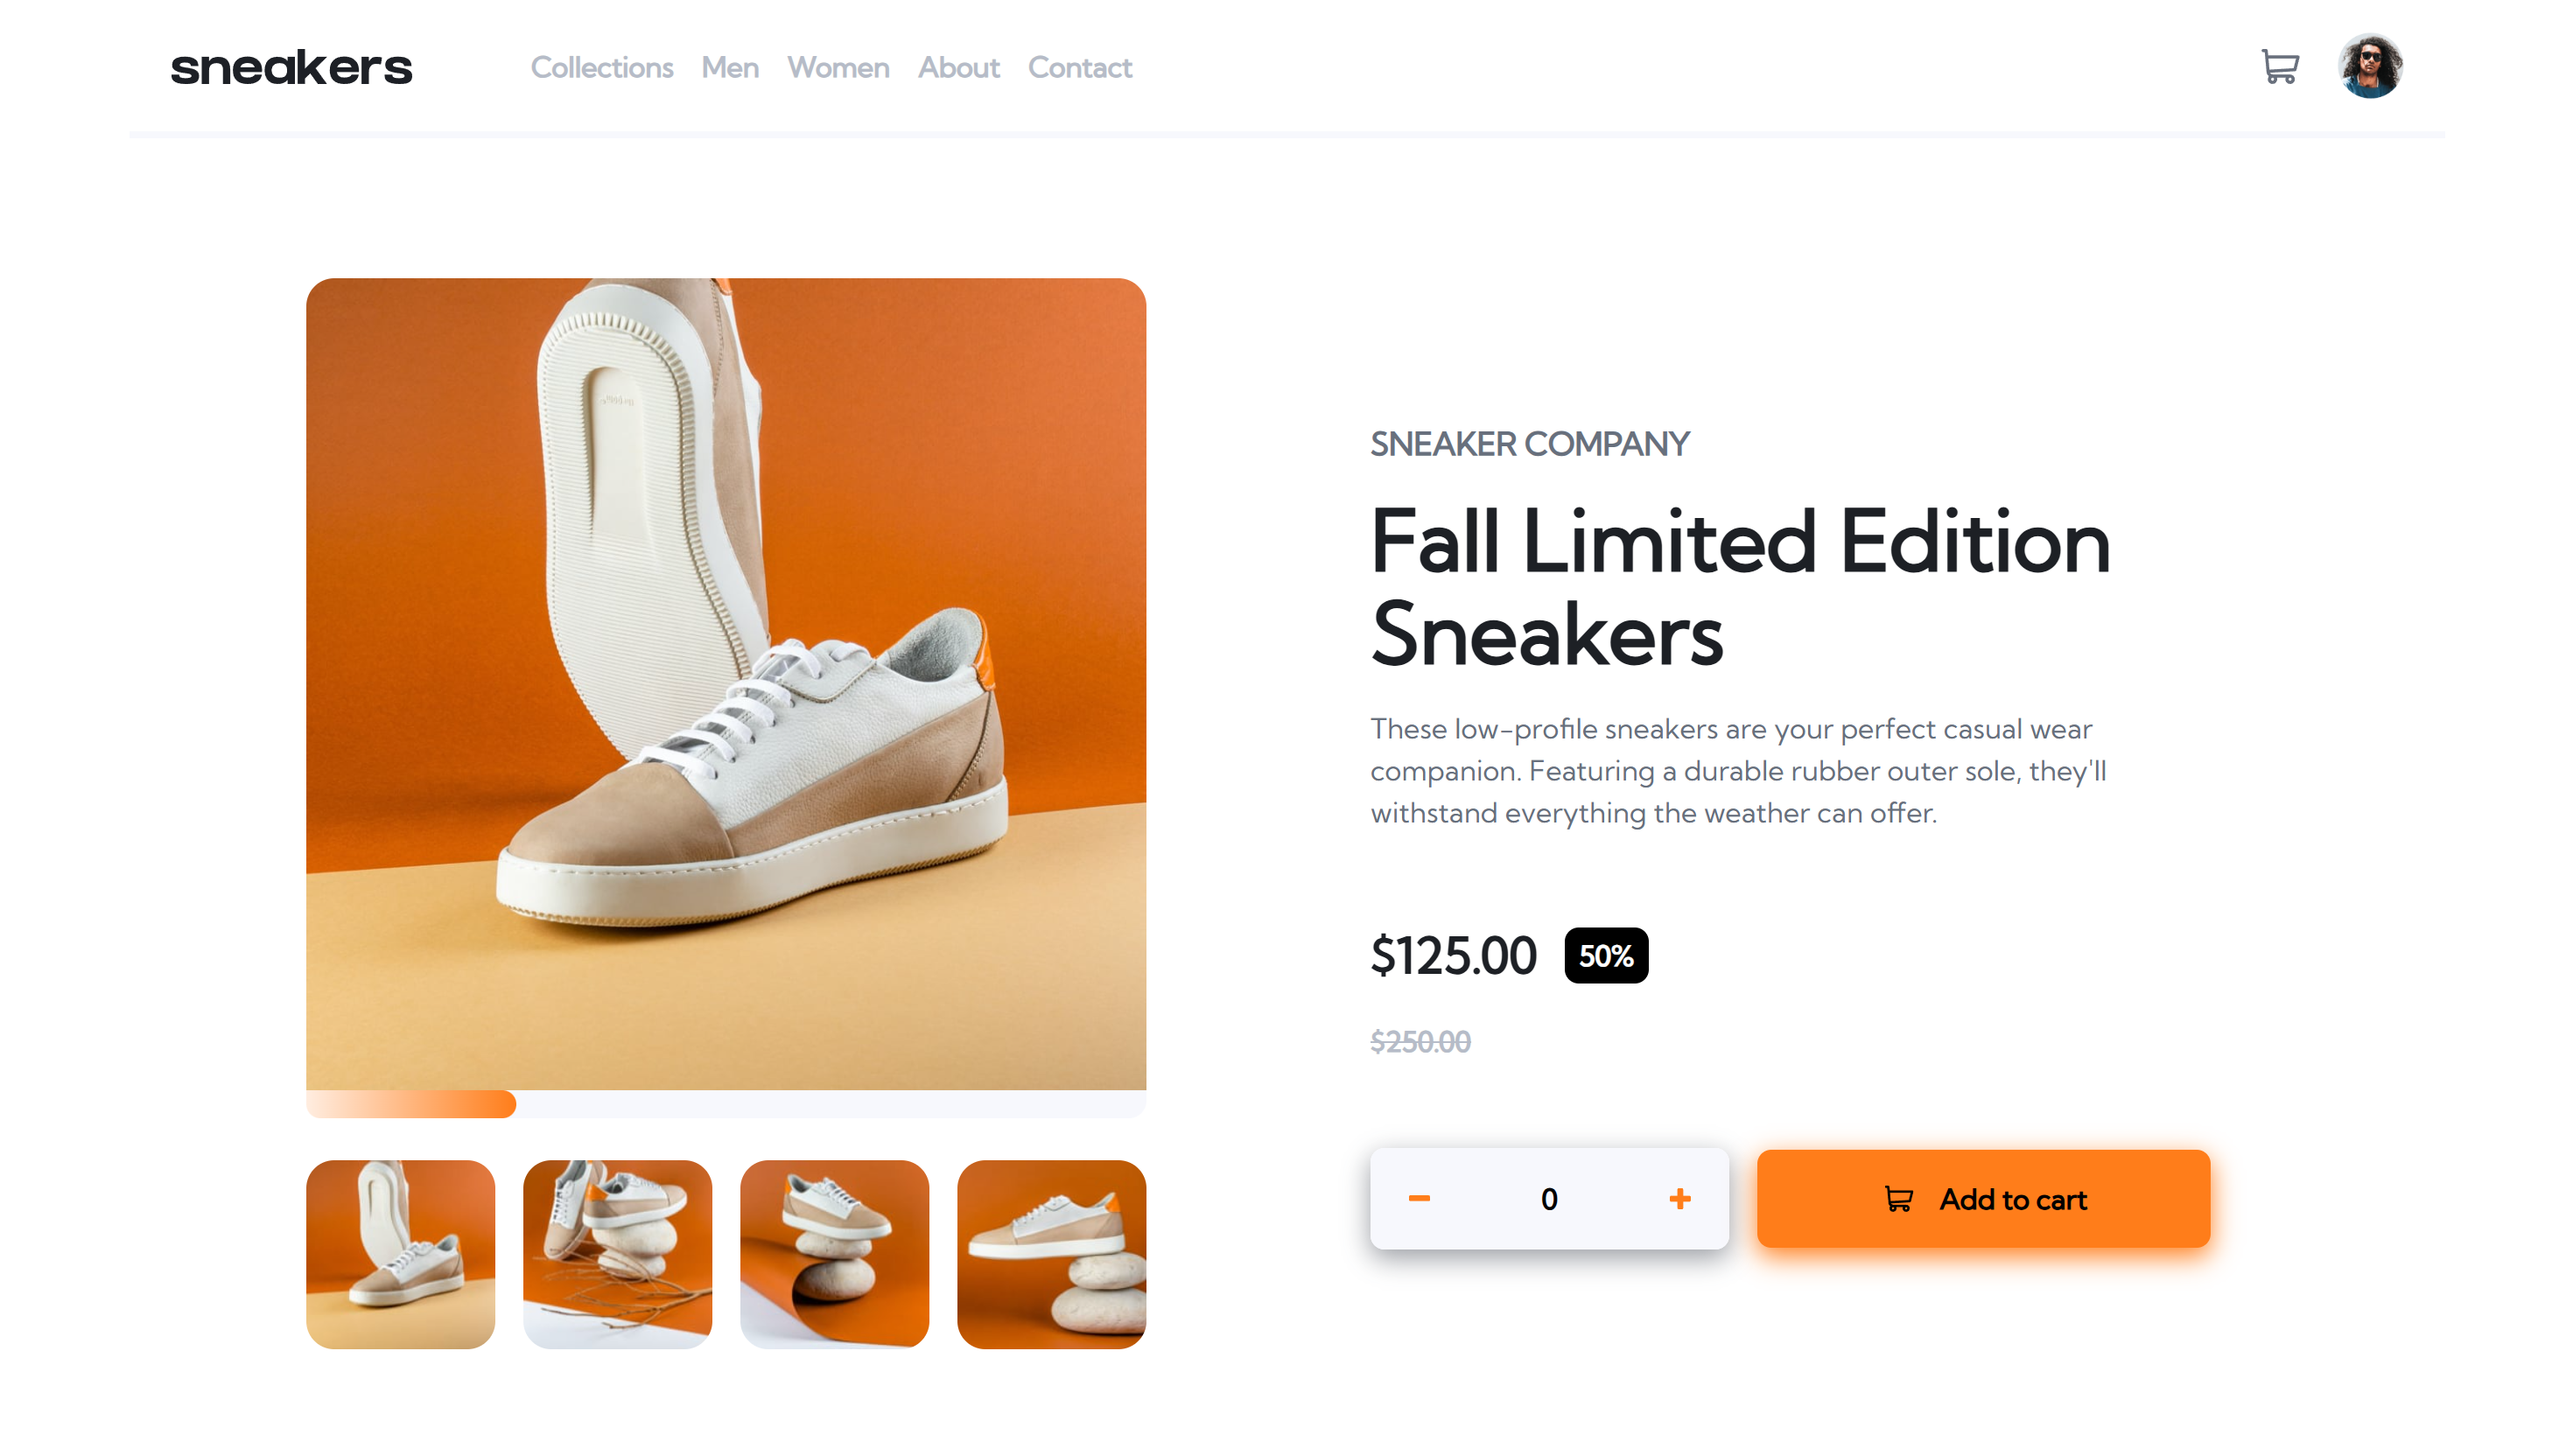 sneakers
Collections Men Women About Contact
SNEAKER COMPANY
Fall Limited Edition
Sneakers
These low-profile sneakers are your perfect casual wear
companion. Featuring a durable rubber outer sole, they'll
withstand everything the weather can offer.
$125.00 50%
$250.00
0
Add to cart